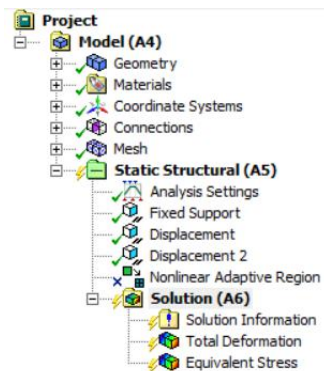 Project
Model (A4)
Geometry
Materials
Coordinate Systems
Connections
Mesh
Static Structural (A5)
Analysis Settings
Fixed Support
Displacement
Displacement 2
Nonlinear Adaptive Region
Solution (A6)
Solution Information
Total Deformation
Equivalent Stress